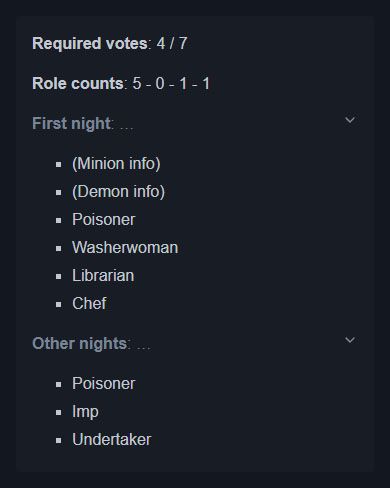 Required votes: 4 / 7
Role counts: 5 - 0 - 1 - 1
First night: ...
(Minion info)
(Demon info)
Poisoner
Washerwoman
Librarian
Chef
Other nights: ...
Poisoner
Imp
Undertaker